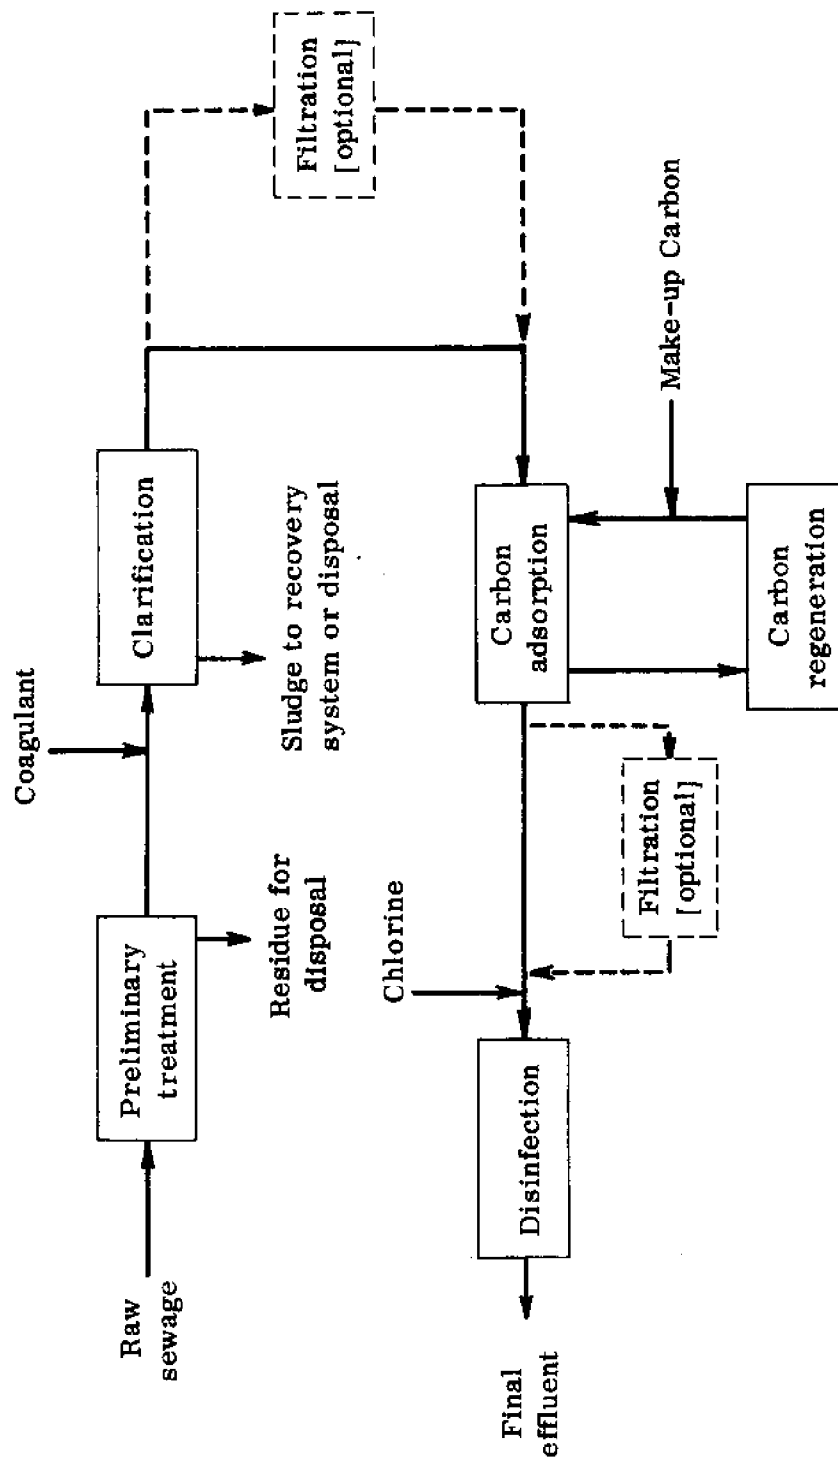 Raw
sewage
Preliminary
treatment
Residue for
disposal
Coagulant
Clarification
Sludge to recovery
system or disposal
Filtration
[optional]
Final
effluent
Disinfection
Chlorine
Filtration
[optional]
Carbon
adsorption
Make-up Carbon
Carbon
regeneration